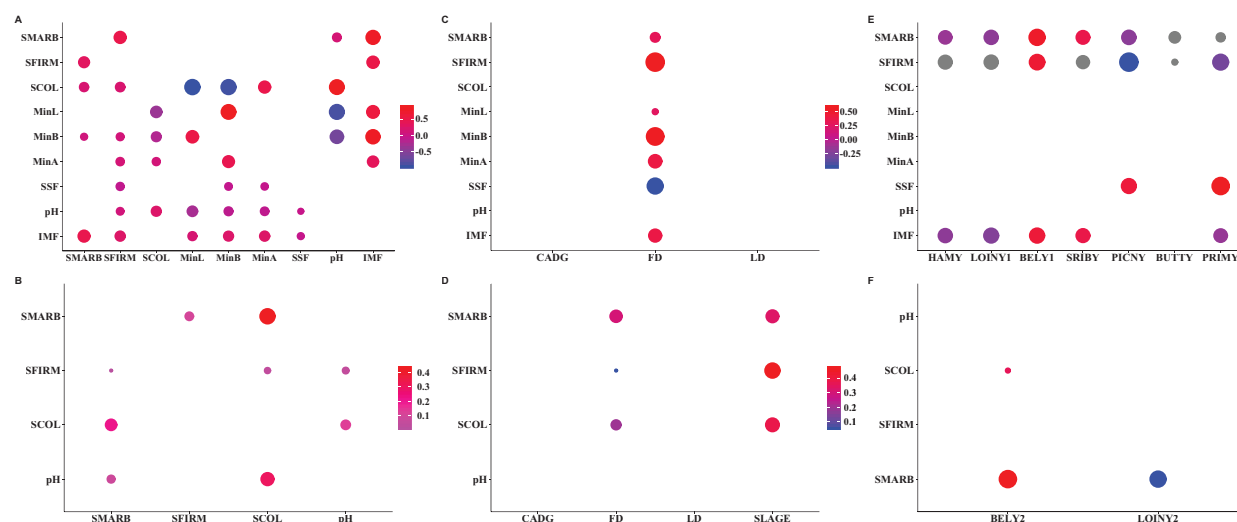 A
SMARB
SFIRM
SCOL
MinL
MinB
MinA
SSF
pH
IMF
SMARB SFIRM SCOL MinL MinB MinA SSF pH IMF
0.5
0.0
-0.5
C
SMARB
SFIRM
SCOL
MinL
MinB
MinA
SSF
pH
IMF
CADG FD LD
0.50
0.25
0.00
-0.25
E
SMARB
SFIRM
SCOL
MinL
MinB
MinA
SSF
pH
IMF
HAMY LOINY1 BELY1 SRIBY PICNY BUTTY PRIMY
B
SMARB
SFIRM
SCOL
pH
SMARB SFIRM SCOL pH
0.4
0.3
0.2
0.1
D
SMARB
SFIRM
SCOL
pH
CADG FD LD SLAGE
0.4
0.3
0.2
0.1
F
pH
SCOL
SFIRM
SMARB
BELY2 LOINY2